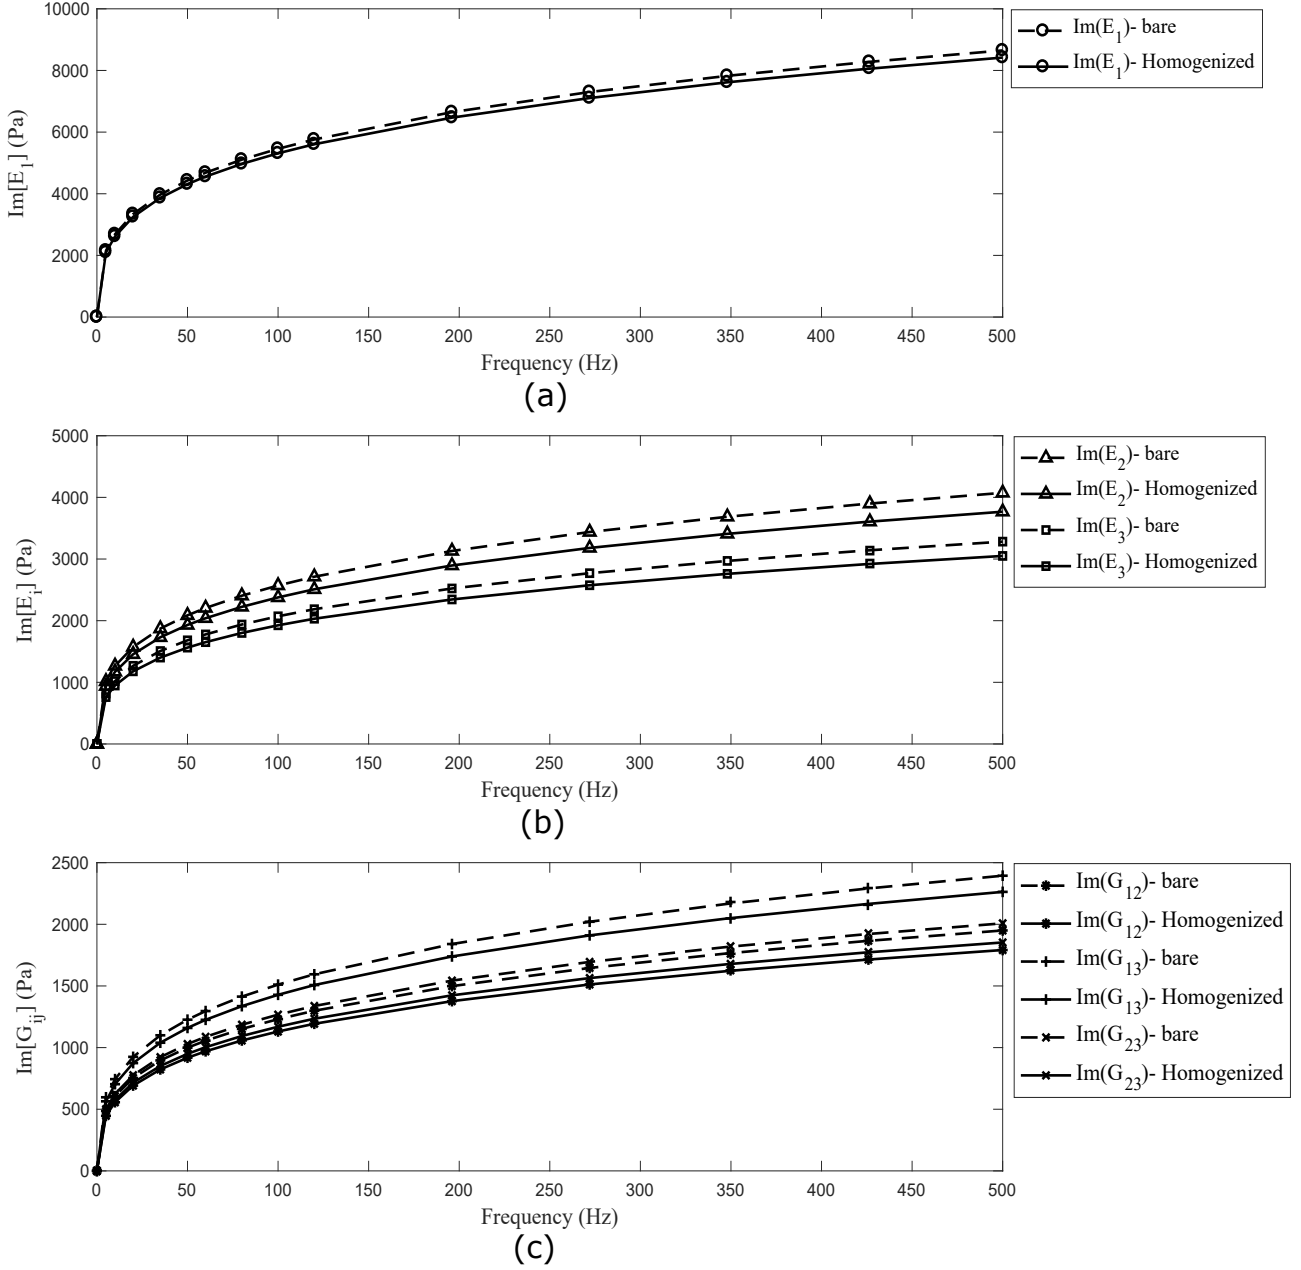 10000
8000
6000
4000
2000
0
Im[E1] (Pa)
0 50 100 150 200 250 300 350 400 450 500
Frequency (Hz)
Im(E1)- bare
Im(E1)- Homogenized
(a)
5000
4000
3000
2000
1000
0
Im[Ei] (Pa)
0 50 100 150 200 250 300 350 400 450 500
Frequency (Hz)
Im(E2)- bare
Im(E2)- Homogenized
Im(E3)- bare
Im(E3)- Homogenized
(b)
2500
2000
1500
1000
500
0
Im[Gij] (Pa)
0 50 100 150 200 250 300 350 400 450 500
Frequency (Hz)
Im(G12)- bare
Im(G12)- Homogenized
Im(G13)- bare
Im(G13)- Homogenized
Im(G23)- bare
Im(G23)- Homogenized
(c)